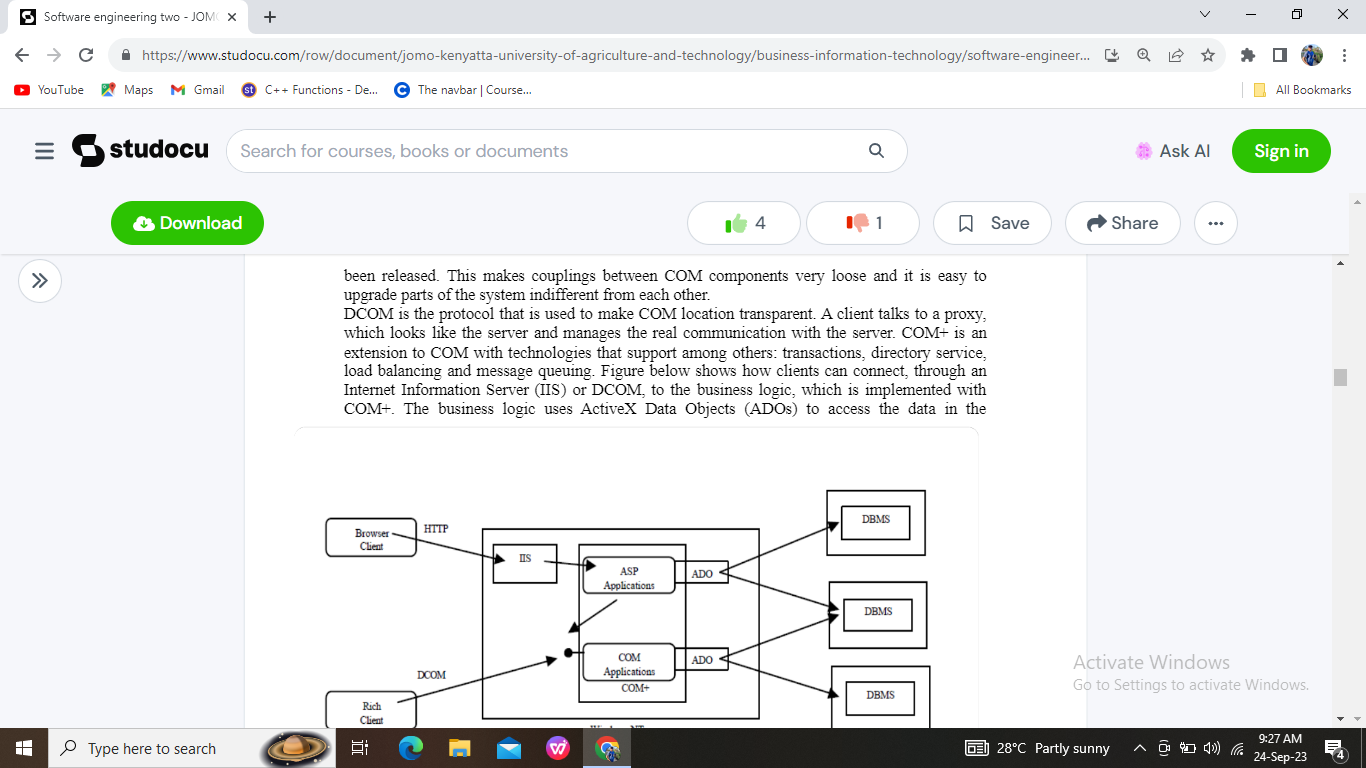 Software engineering two - JOM
https://www.studocu.com/row/document/jomo-kenyatta-university-of-agriculture-and-technology/business-information-technology/software-engineer...
YouTube Maps Gmail C++ Functions - De... The navbar | Course... All Bookmarks
studocu Search for courses, books or documents Ask AI Sign in
Download 4 1 Save Share
been released. This makes couplings between COM components very loose and it is easy to
upgrade parts of the system indifferent from each other.
DCOM is the protocol that is used to make COM location transparent. A client talks to a proxy,
which looks like the server and manages the real communication with the server. COM+ is an
extension to COM with technologies that support among others: transactions, directory service,
load balancing and message queuing. Figure below shows how clients can connect, through an
Internet Information Server (IIS) or DCOM, to the business logic, which is implemented with
COM+. The business logic uses ActiveX Data Objects (ADOs) to access the data in the
DBMS
Browser
Client
HTTP
IIS
ASP
Applications
ADO
DBMS
COM
Applications
COM+
ADO
DCOM
DBMS
Rich
Client
Activate Windows
Go to Settings to activate Windows.
Type here to search
28°C Partly sunny
9:27 AM
24-Sep-23
4